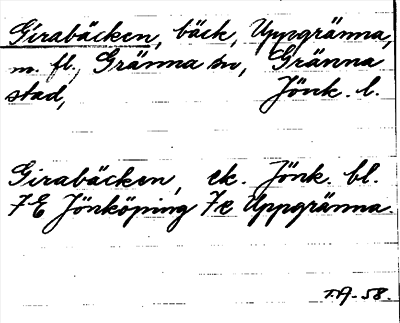 Girabäcken, bäck, Uppgränna,
m. fl., Gränna sn, Gränna
stad, Jönk. l.
Girabäcken, ek. Jönk. bl.
7E Jönköping 7e Uppgränna.
T.A-58.